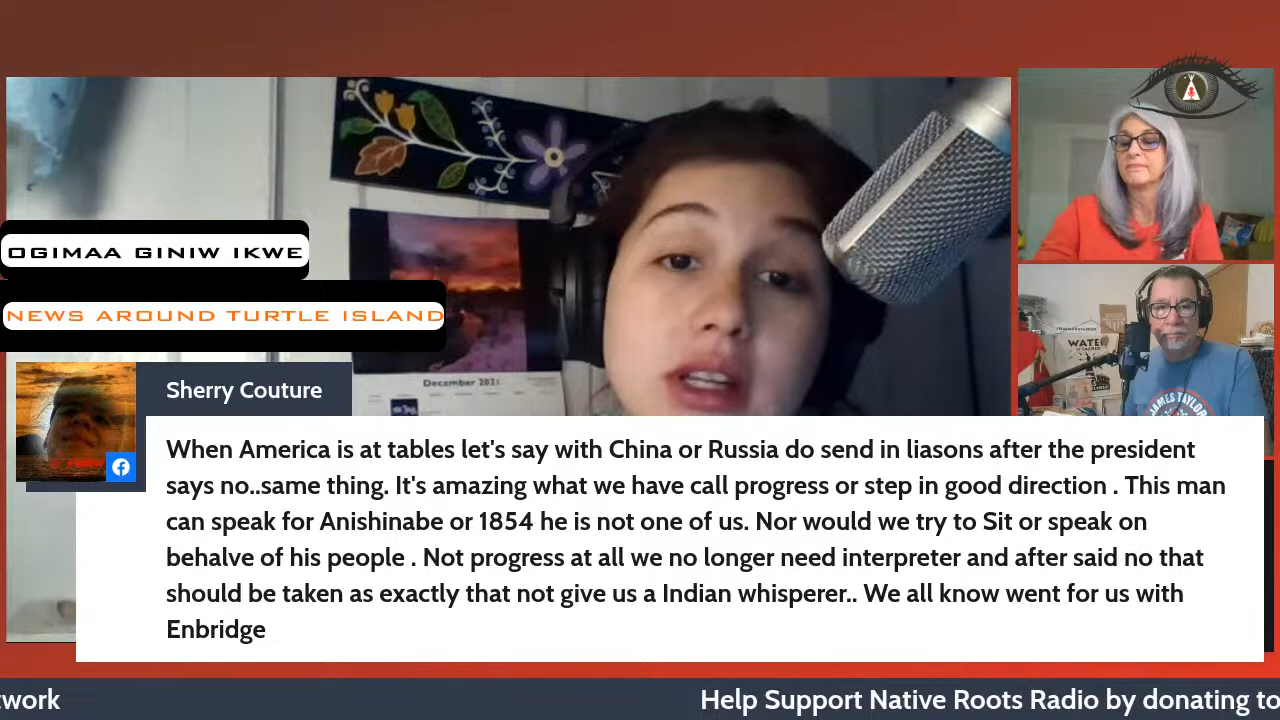 OGIMAA GINIW IKWE
NEWS AROUND TURTLE ISLAND
December 2021
WATER
JAMES TAYLOR
Sherry Couture
When America is at tables let's say with China or Russia do send in liasons after the president
says no..same thing. It's amazing what we have call progress or step in good direction . This man
can speak for Anishinabe or 1854 he is not one of us. Nor would we try to Sit or speak on
behalve of his people . Not progress at all we no longer need interpreter and after said no that
should be taken as exactly that not give us a Indian whisperer.. We all know went for us with
Enbridge
twork
Help Support Native Roots Radio by donating to